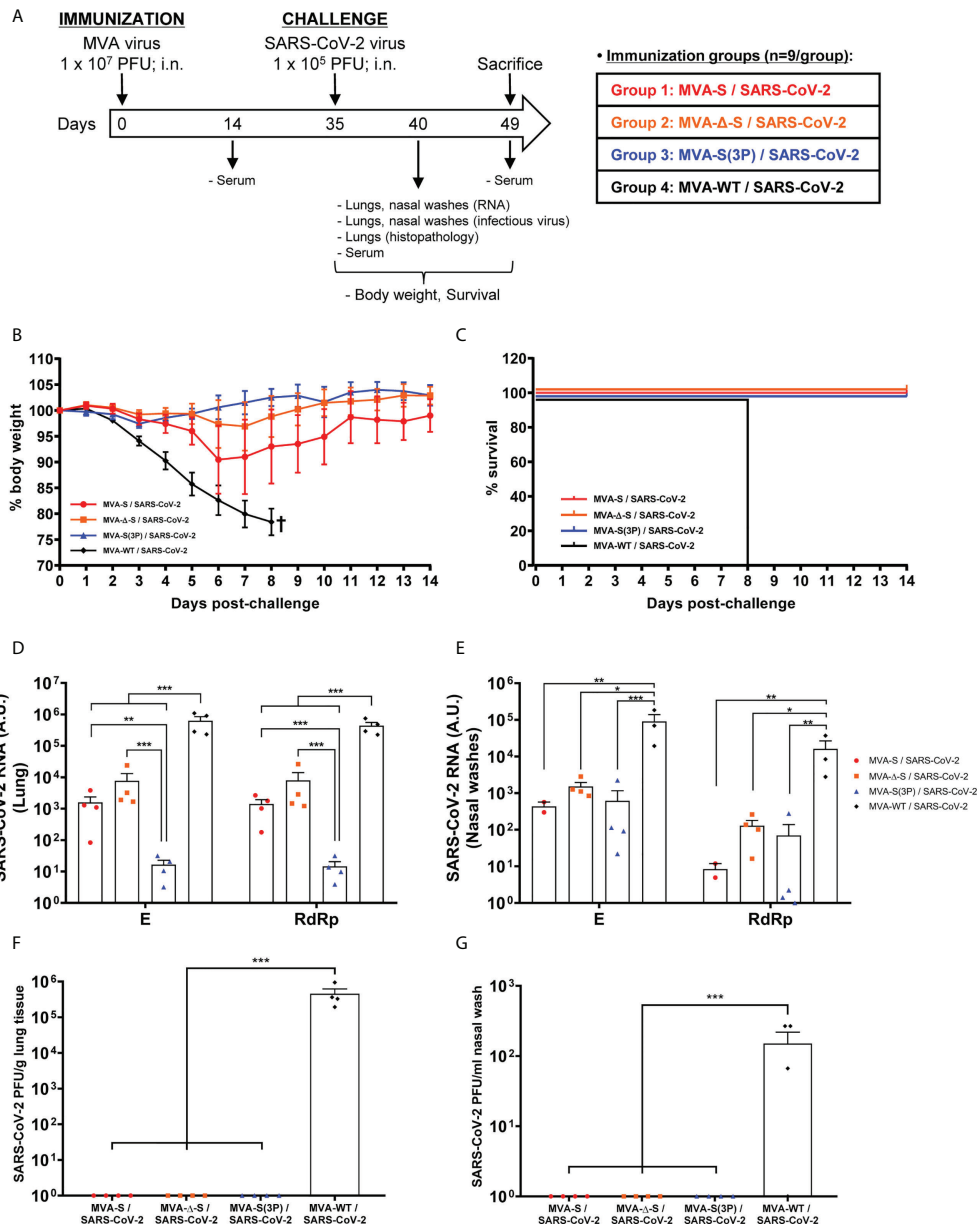 A
IMMUNIZATION
MVA virus
1 x 10⁷ PFU; i.n.
CHALLENGE
SARS-CoV-2 virus
1 x 10⁵ PFU; i.n.
Sacrifice
Days 0 14 35 40 49
- Serum
- Serum
- Lungs, nasal washes (RNA)
- Lungs, nasal washes (infectious virus)
- Lungs (histopathology)
- Serum
- Body weight, Survival
• Immunization groups (n=9/group):
Group 1: MVA-S / SARS-CoV-2
Group 2: MVA-Δ-S / SARS-CoV-2
Group 3: MVA-S(3P) / SARS-CoV-2
Group 4: MVA-WT / SARS-CoV-2
B
% body weight
110
105
100
95
90
85
80
75
70
MVA-S / SARS-CoV-2
MVA-Δ-S / SARS-CoV-2
MVA-S(3P) / SARS-CoV-2
MVA-WT / SARS-CoV-2
†
0 1 2 3 4 5 6 7 8 9 10 11 12 13 14
Days post-challenge
C
% survival
120
100
80
60
40
20
0
MVA-S / SARS-CoV-2
MVA-Δ-S / SARS-CoV-2
MVA-S(3P) / SARS-CoV-2
MVA-WT / SARS-CoV-2
0 1 2 3 4 5 6 7 8 9 10 11 12 13 14
Days post-challenge
D
SARS-CoV-2 RNA (A.U.)
(Lung)
10⁷
10⁶
10⁵
10⁴
10³
10²
10¹
10⁰
***
**
***
***
***
***
E RdRp
E
SARS-CoV-2 RNA (A.U.)
(Nasal washes)
10⁶
10⁵
10⁴
10³
10²
10¹
10⁰
**
*
***
**
*
**
E RdRp
MVA-S / SARS-CoV-2
MVA-Δ-S / SARS-CoV-2
MVA-S(3P) / SARS-CoV-2
MVA-WT / SARS-CoV-2
F
SARS-CoV-2 PFU/g lung tissue
10⁶
10⁵
10⁴
10³
10²
10¹
10⁰
***
MVA-S / MVA-Δ-S / MVA-S(3P) / MVA-WT /
SARS-CoV-2 SARS-CoV-2 SARS-CoV-2 SARS-CoV-2
G
SARS-CoV-2 PFU/ml nasal wash
10³
10²
10¹
10⁰
***
MVA-S / MVA-Δ-S / MVA-S(3P) / MVA-WT /
SARS-CoV-2 SARS-CoV-2 SARS-CoV-2 SARS-CoV-2